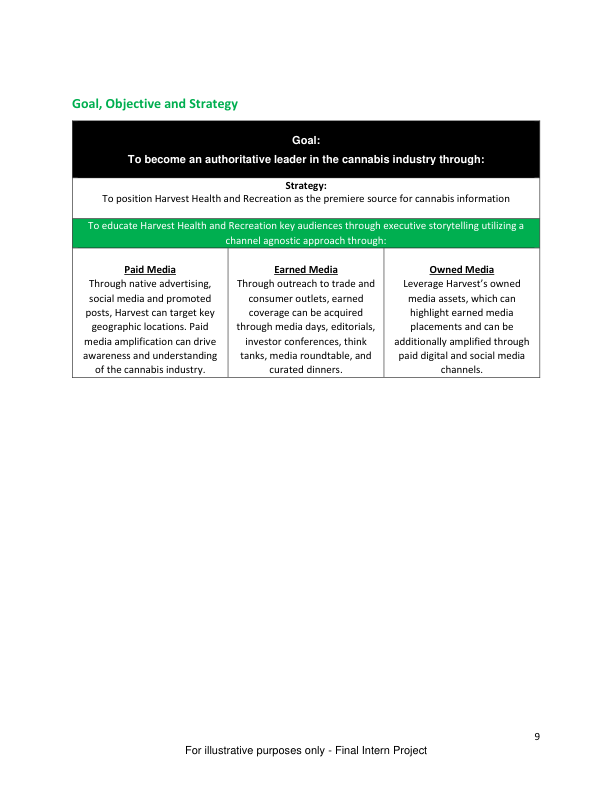 Goal, Objective and Strategy
Goal:
To become an authoritative leader in the cannabis industry through:
Strategy:
To position Harvest Health and Recreation as the premiere source for cannabis information
To educate Harvest Health and Recreation key audiences through executive storytelling utilizing a
channel agnostic approach through:
Paid Media
Through native advertising,
social media and promoted
posts, Harvest can target key
geographic locations. Paid
media amplification can drive
awareness and understanding
of the cannabis industry.
Earned Media
Through outreach to trade and
consumer outlets, earned
coverage can be acquired
through media days, editorials,
investor conferences, think
tanks, media roundtable, and
curated dinners.
Owned Media
Leverage Harvest’s owned
media assets, which can
highlight earned media
placements and can be
additionally amplified through
paid digital and social media
channels.
9
For illustrative purposes only - Final Intern Project